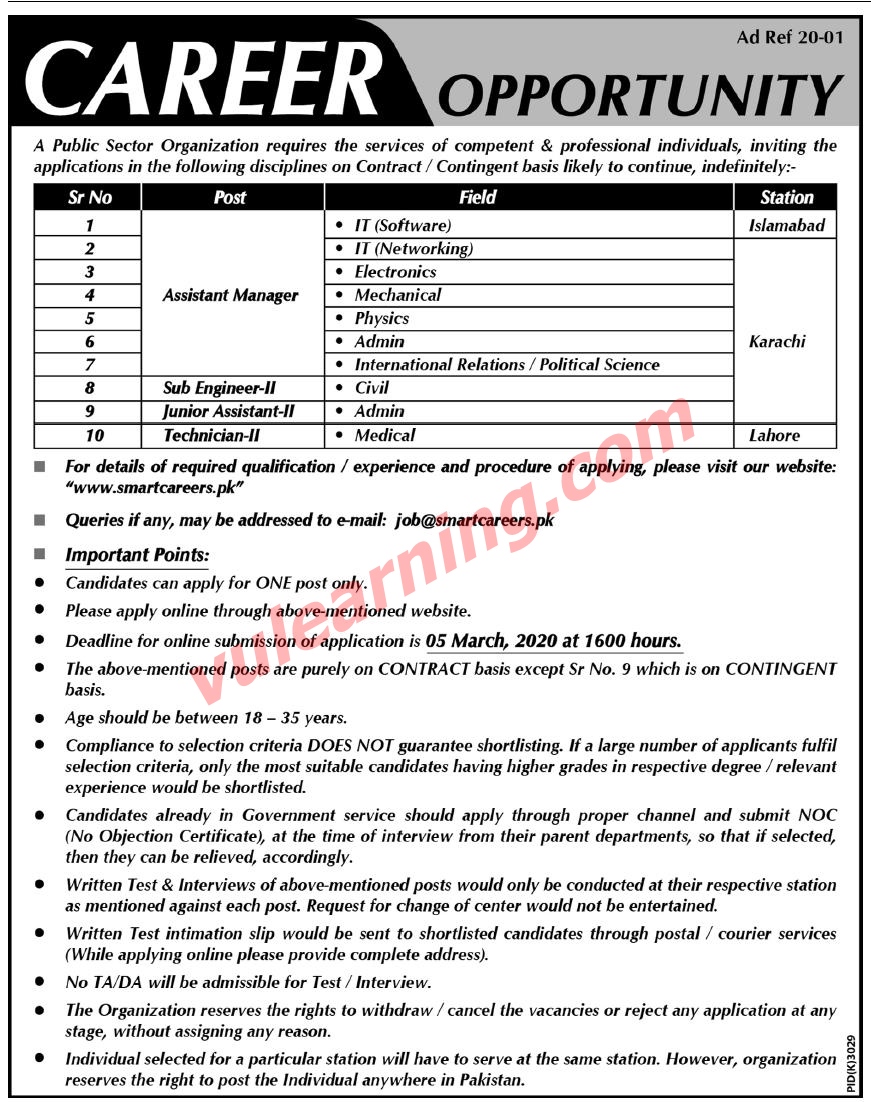 Ad Ref 20-01
CAREER
OPPORTUNITY
A Public Sector Organization requires the services of competent & professional individuals, inviting the
applications in the following disciplines on Contract / Contingent basis likely to continue, indefinitely:-
Sr No Post Field Station
1 • IT (Software) Islamabad
2 • IT (Networking)
3 • Electronics
4 Assistant Manager • Mechanical
5 • Physics
6 • Admin Karachi
7 • International Relations / Political Science
8 Sub Engineer-II • Civil
9 Junior Assistant-II • Admin
10 Technician-II • Medical Lahore
■ For details of required qualification / experience and procedure of applying, please visit our website:
“www.smartcareers.pk”
■ Queries if any, may be addressed to e-mail: job@smartcareers.pk
■ Important Points:
• Candidates can apply for ONE post only.
• Please apply online through above-mentioned website.
• Deadline for online submission of application is 05 March, 2020 at 1600 hours.
• The above-mentioned posts are purely on CONTRACT basis except Sr No. 9 which is on CONTINGENT
basis.
• Age should be between 18 – 35 years.
• Compliance to selection criteria DOES NOT guarantee shortlisting. If a large number of applicants fulfil
selection criteria, only the most suitable candidates having higher grades in respective degree / relevant
experience would be shortlisted.
• Candidates already in Government service should apply through proper channel and submit NOC
(No Objection Certificate), at the time of interview from their parent departments, so that if selected,
then they can be relieved, accordingly.
• Written Test & Interviews of above-mentioned posts would only be conducted at their respective station
as mentioned against each post. Request for change of center would not be entertained.
• Written Test intimation slip would be sent to shortlisted candidates through postal / courier services
(While applying online please provide complete address).
• No TA/DA will be admissible for Test / Interview.
• The Organization reserves the rights to withdraw / cancel the vacancies or reject any application at any
stage, without assigning any reason.
• Individual selected for a particular station will have to serve at the same station. However, organization
reserves the right to post the Individual anywhere in Pakistan.
PID(K)3029
vulearning.com